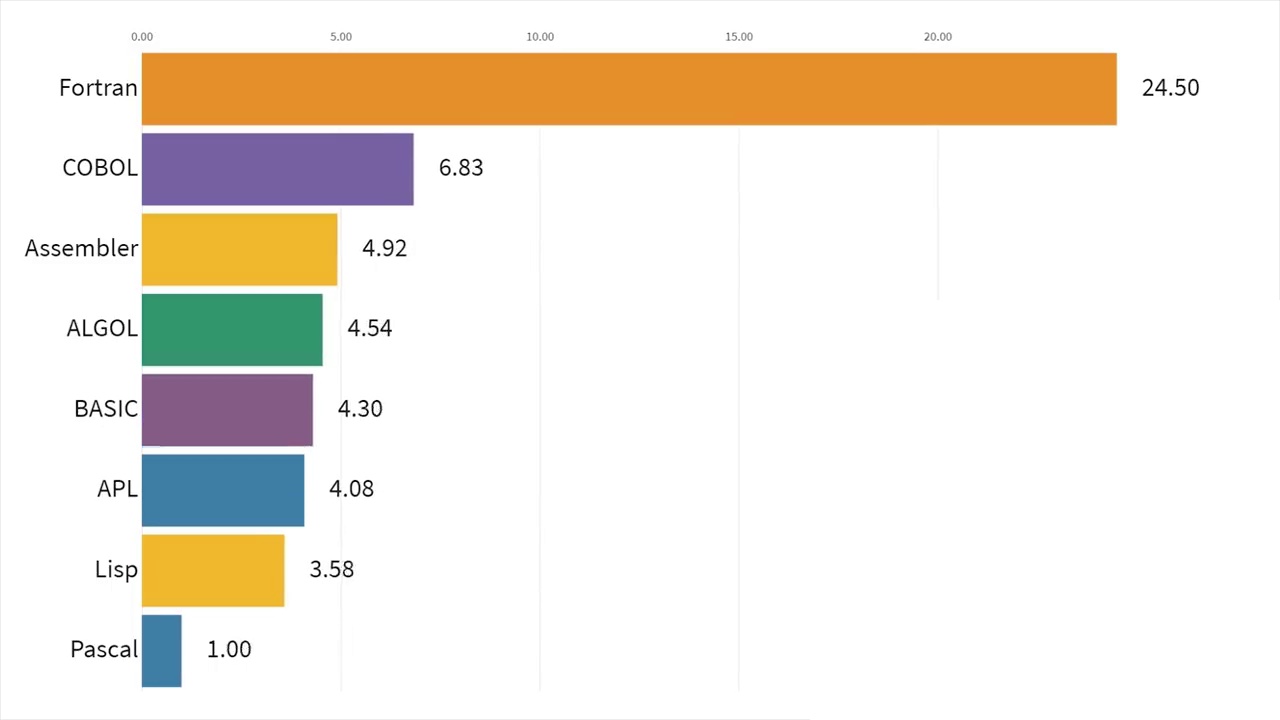 0.00 5.00 10.00 15.00 20.00
Fortran 24.50
COBOL 6.83
Assembler 4.92
ALGOL 4.54
BASIC 4.30
APL 4.08
Lisp 3.58
Pascal 1.00